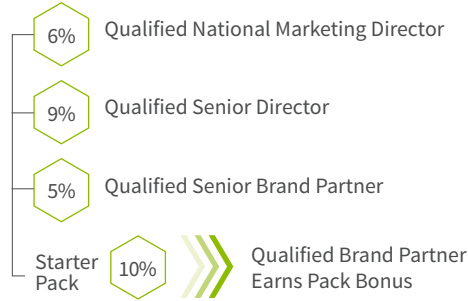 6% Qualified National Marketing Director
9% Qualified Senior Director
5% Qualified Senior Brand Partner
Starter Pack
10%
Qualified Brand Partner
Earns Pack Bonus